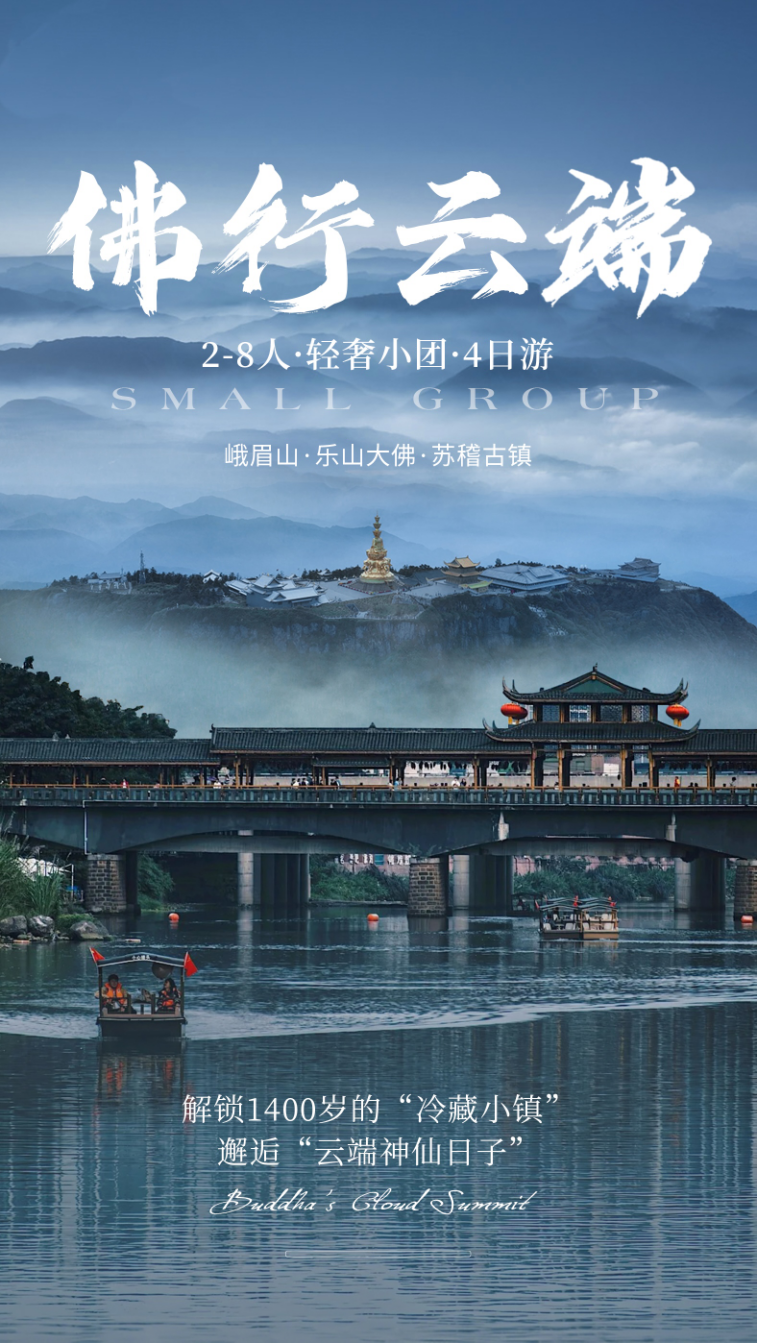 佛行云端
2-8人·轻奢小团·4日游
SMALL GROUP
峨眉山·乐山大佛·苏稽古镇
解锁1400岁的“冷藏小镇”
邂逅“云端神仙日子”
Buddha's Cloud Summit